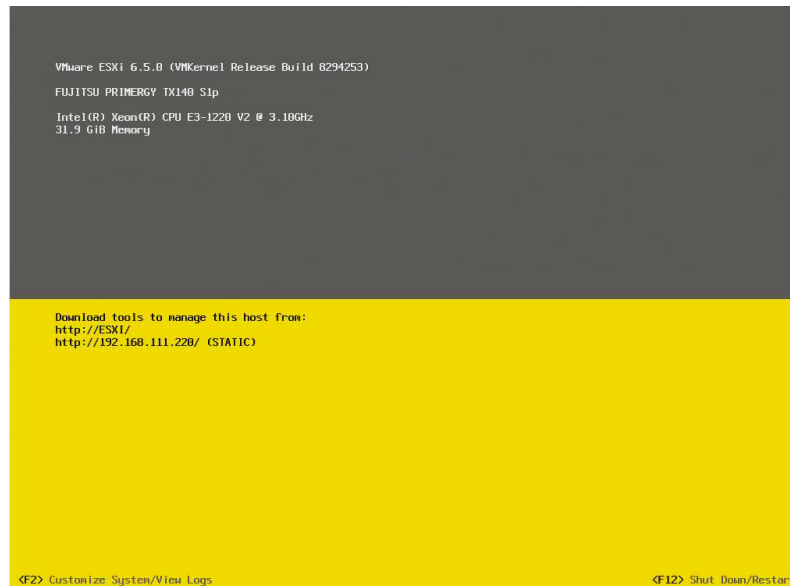 VMware ESXi 6.5.0 (VMKernel Release Build 8294253)
FUJITSU PRIMERGY TX140 S1p
Intel(R) Xeon(R) CPU E3-1220 V2 @ 3.10GHz
31.9 GiB Memory
Download tools to manage this host from:
http://ESXI/
http://192.168.111.220/ (STATIC)
<F2> Customize System/View Logs
<F12> Shut Down/Restar